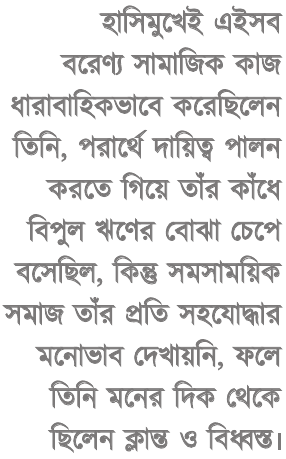 হাসিমুখেই এইসব
বরেণ্য সামাজিক কাজ
ধারাবাহিকভাবে করেছিলেন
তিনি, পরার্থে দায়িত্ব পালন
করতে গিয়ে তাঁর কাঁধে
বিপুল ঋণের বোঝা চেপে
বসেছিল, কিন্তু সমসাময়িক
সমাজ তাঁর প্রতি সহযোদ্ধার
মনোভাব দেখায়নি, ফলে
তিনি মনের দিক থেকে
ছিলেন ক্লান্ত ও বিধ্বস্ত।